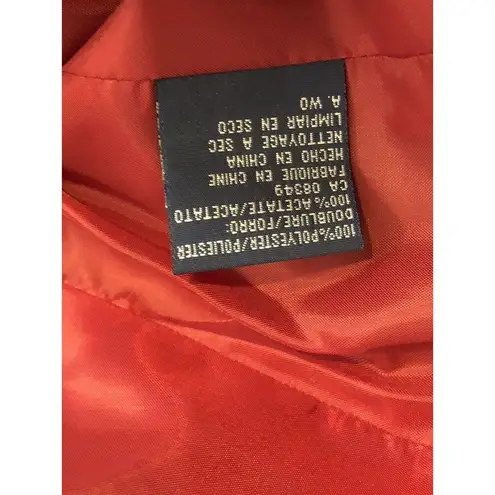 100%POLYESTER/POLIESTER
DOUBLURE/FORRO:
100% ACETATE/ACETATO
CA 08349
FABRIQUE EN CHINE
HECHO EN CHINA
NETTOYAGE A SEC
LIMPIAR EN SECO
A. WO